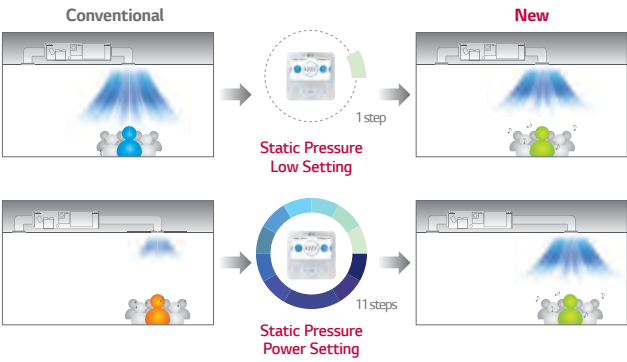 Conventional
New
1 step
Static Pressure
Low Setting
11 steps
Static Pressure
Power Setting